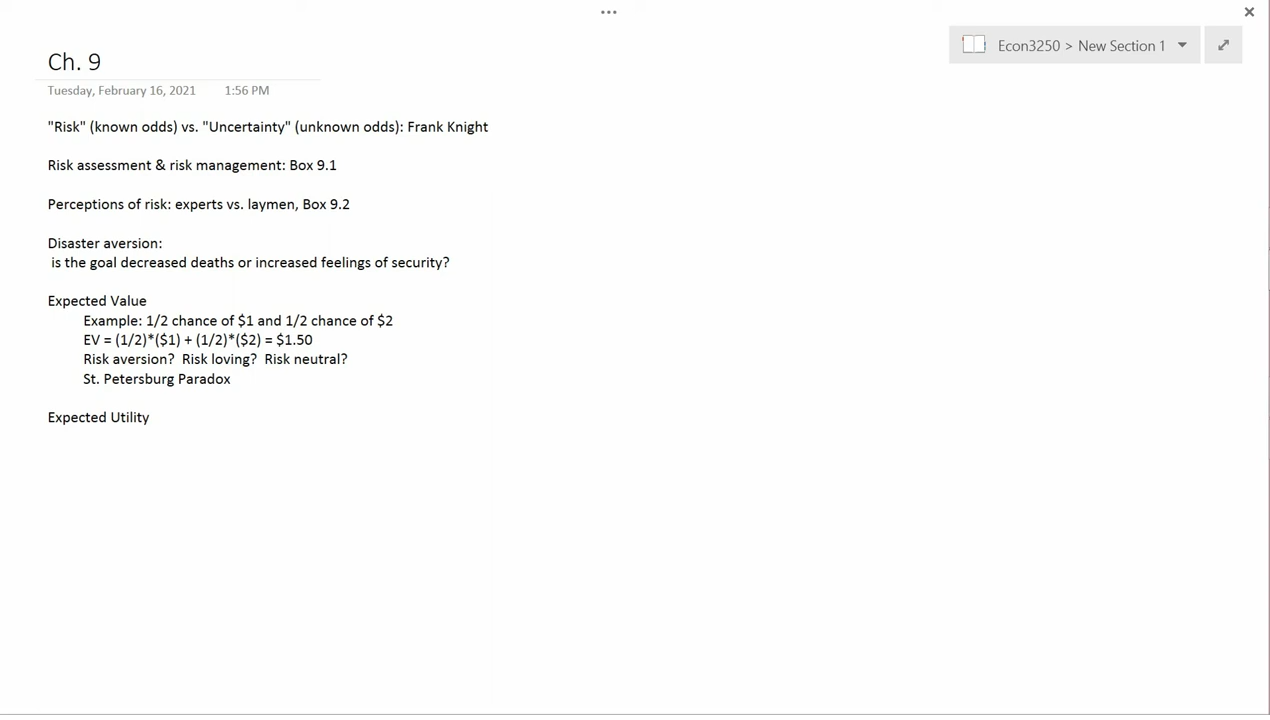 Econ3250 > New Section 1
Ch. 9
Tuesday, February 16, 2021 1:56 PM
"Risk" (known odds) vs. "Uncertainty" (unknown odds): Frank Knight
Risk assessment & risk management: Box 9.1
Perceptions of risk: experts vs. laymen, Box 9.2
Disaster aversion:
is the goal decreased deaths or increased feelings of security?
Expected Value
Example: 1/2 chance of $1 and 1/2 chance of $2
EV = (1/2)*($1) + (1/2)*($2) = $1.50
Risk aversion? Risk loving? Risk neutral?
St. Petersburg Paradox
Expected Utility